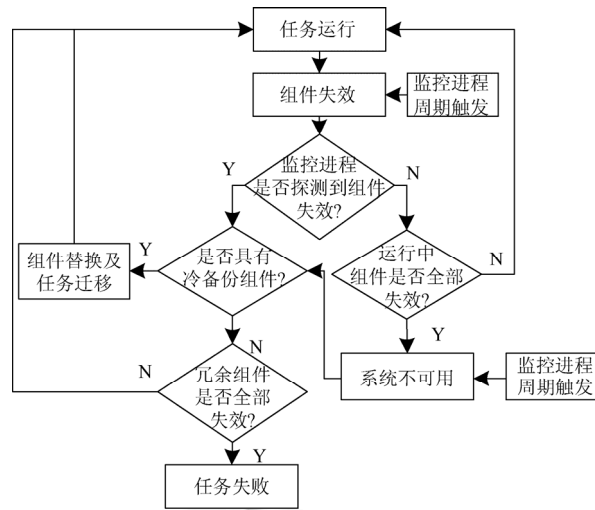 任务运行
组件失效
监控进程
周期触发
监控进程
是否探测到组件
失效?
Y
N
是否具有
冷备份组件?
Y
组件替换及
任务迁移
运行中
组件是否全部
失效?
N
Y
N
冗余组件
是否全部
失效?
N
系统不可用
监控进程
周期触发
Y
任务失败